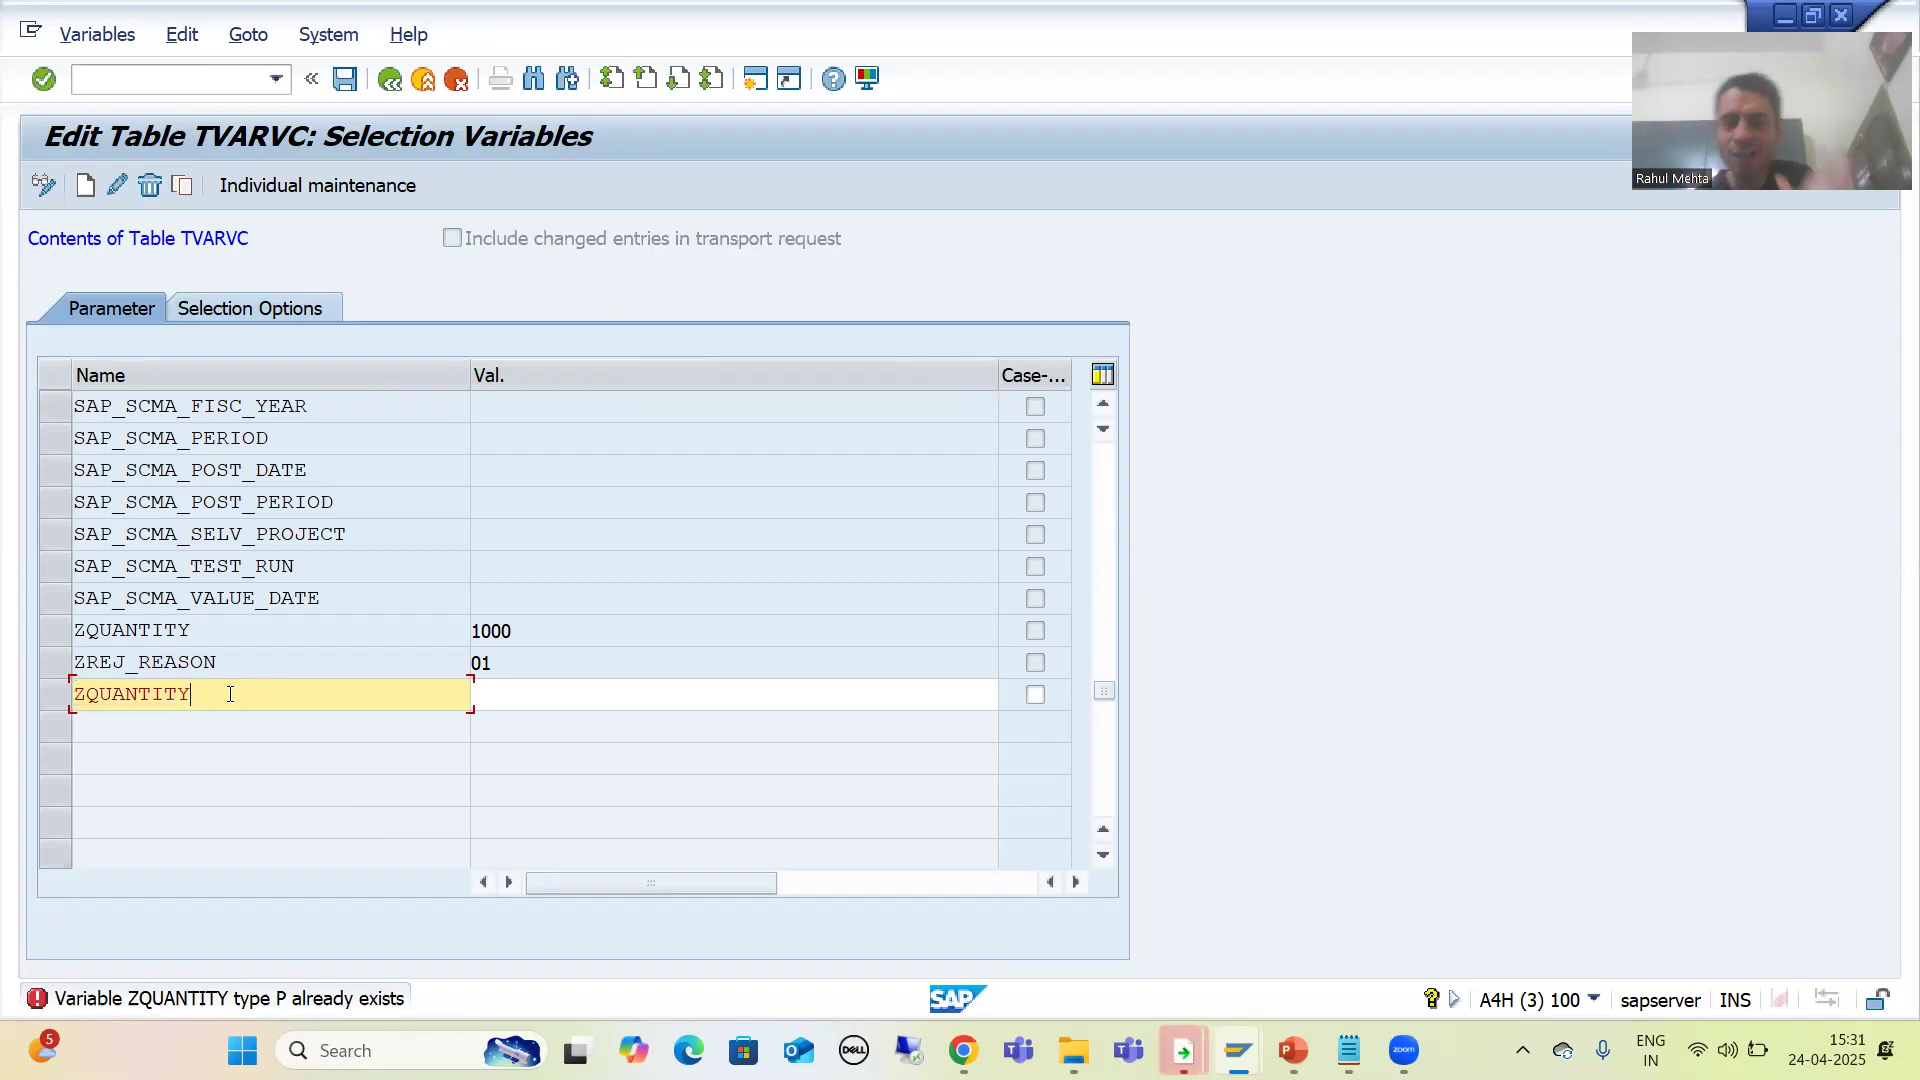 Variables Edit Goto System Help
Edit Table TVARVC: Selection Variables
Individual maintenance
Rahul Mehta
Contents of Table TVARVC
Include changed entries in transport request
Parameter Selection Options
Name Val. Case-...
SAP_SCMA_FISC_YEAR
SAP_SCMA_PERIOD
SAP_SCMA_POST_DATE
SAP_SCMA_POST_PERIOD
SAP_SCMA_SELV_PROJECT
SAP_SCMA_TEST_RUN
SAP_SCMA_VALUE_DATE
ZQUANTITY 1000
ZREJ_REASON 01
ZQUANTITY
Variable ZQUANTITY type P already exists
SAP
A4H (3) 100 sapserver INS
5
Search
DELL
zoom
ENG
IN
15:31
24-04-2025